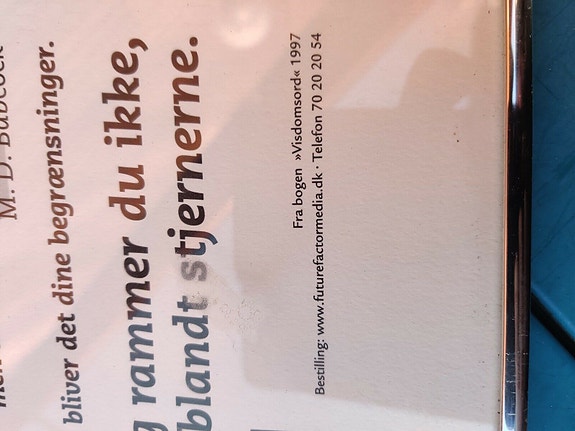 M. D. Babcock
bliver det dine begrænsninger.
rammer du ikke,
blandt stjernerne.
Fra bogen »Visdomsord« 1997
Bestilling: www.futurefactormedia.dk · Telefon 70 20 20 54